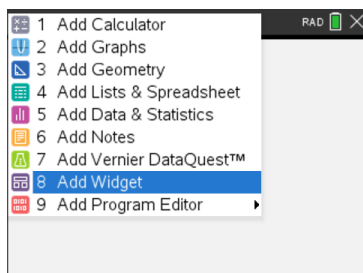 RAD
1 Add Calculator
2 Add Graphs
3 Add Geometry
4 Add Lists & Spreadsheet
5 Add Data & Statistics
6 Add Notes
7 Add Vernier DataQuest™
8 Add Widget
9 Add Program Editor